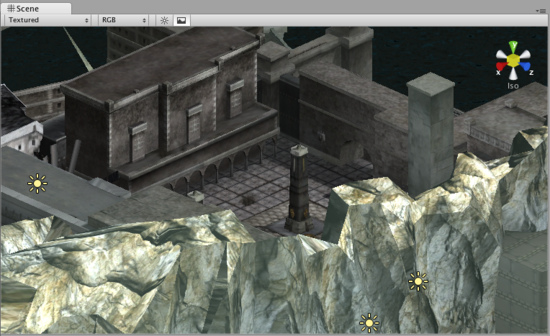 Scene
Textured
RGB
y
x
z
Iso